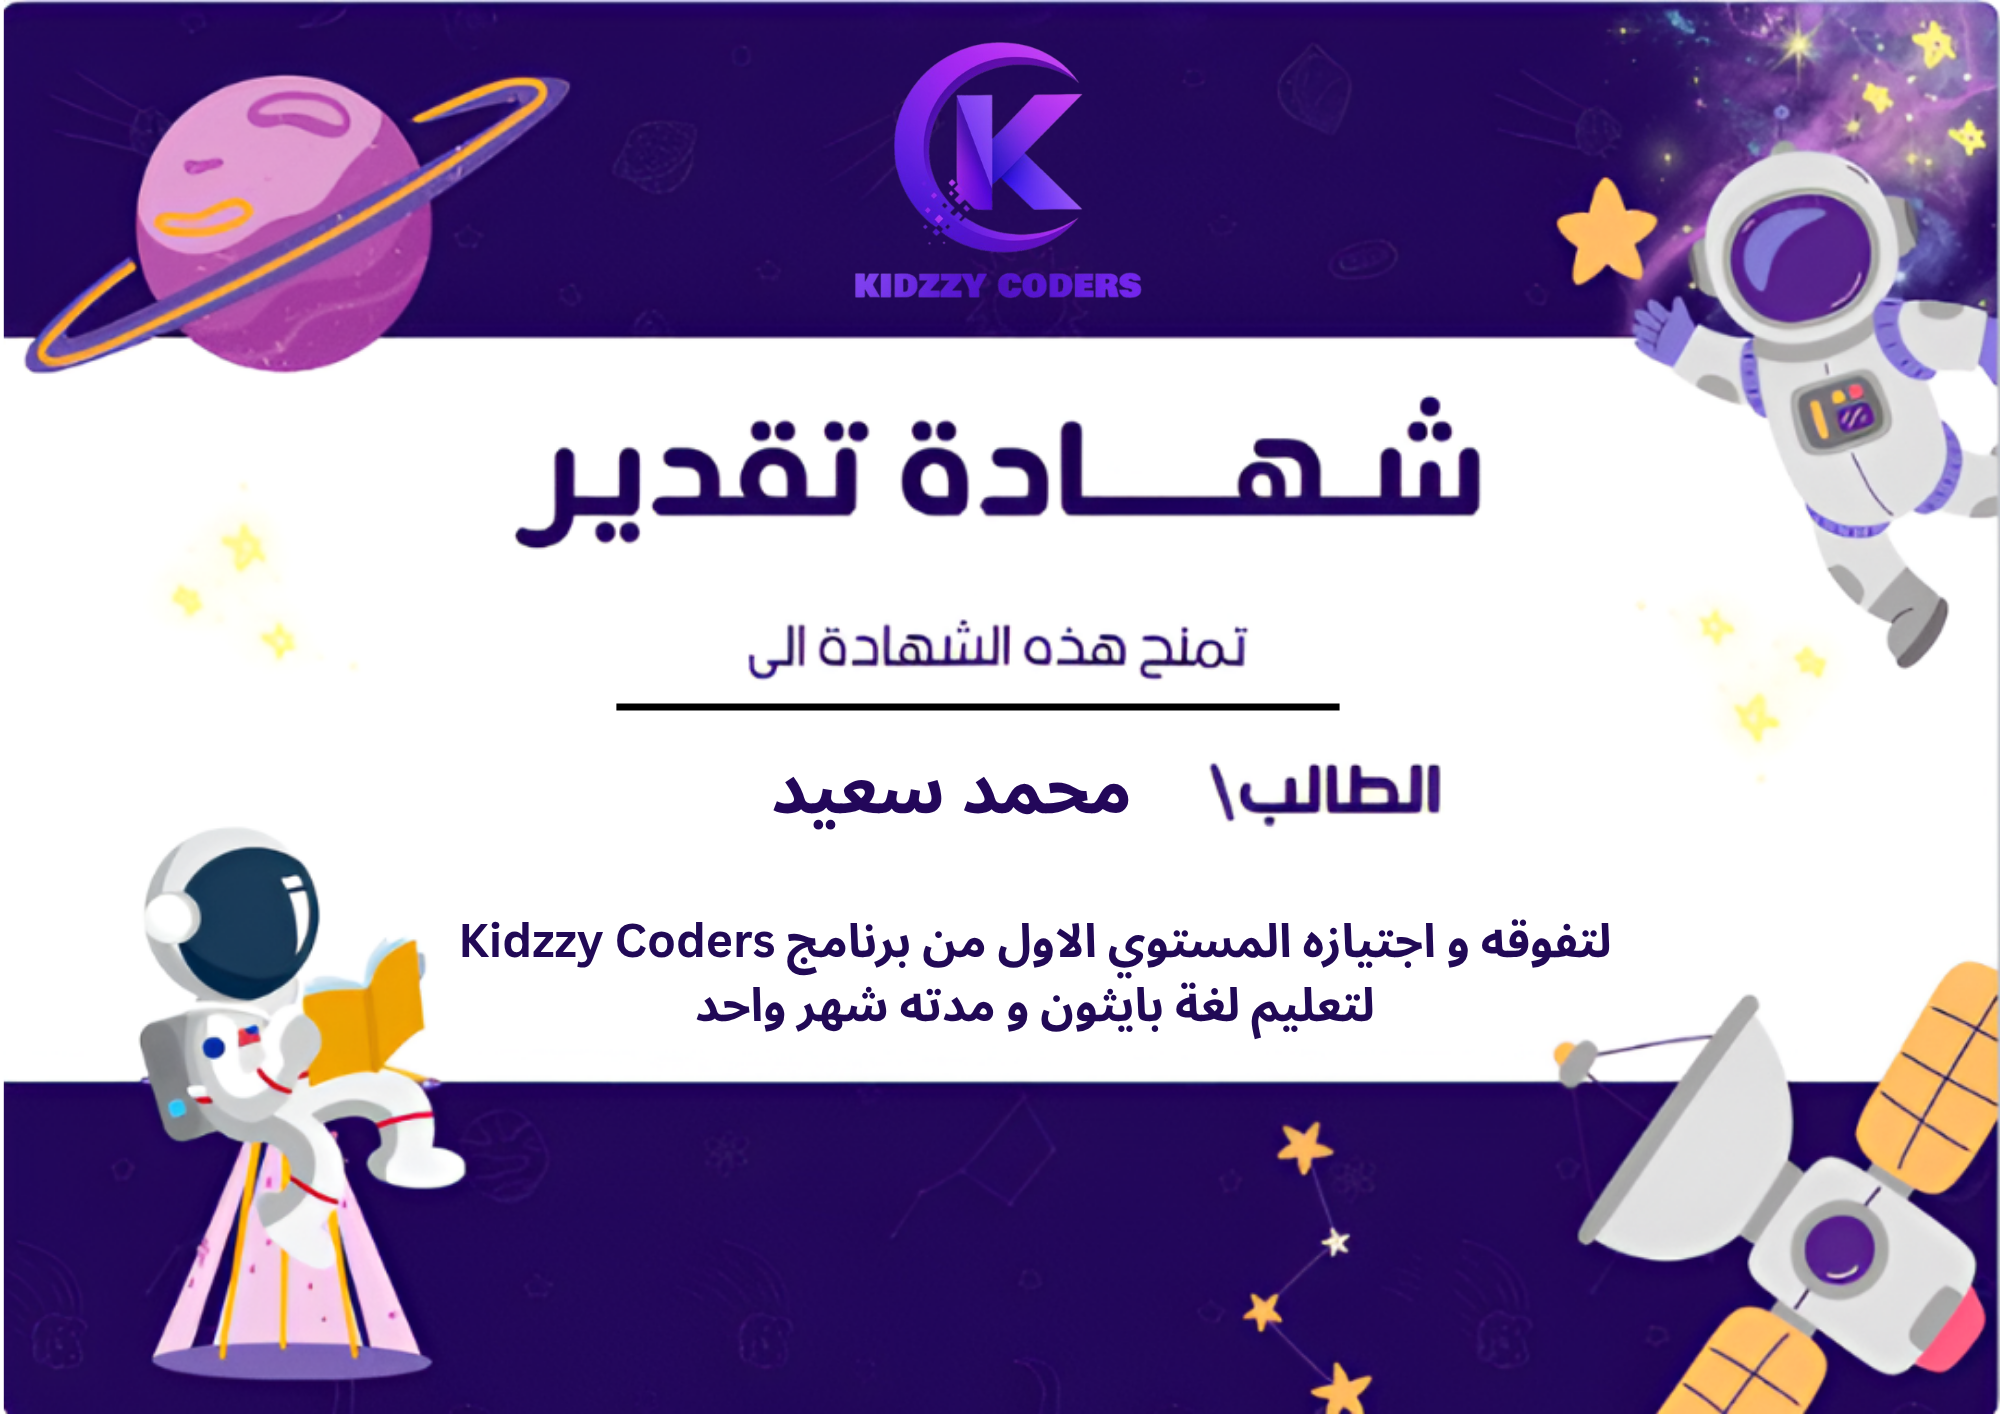 KIDZZY CODERS
شهـــادة تقدير
تمنح هذه الشهادة الى
الطالب\ محمد سعيد
لتفوقه و اجتيازه المستوي الاول من برنامج Kidzzy Coders
لتعليم لغة بايثون و مدته شهر واحد